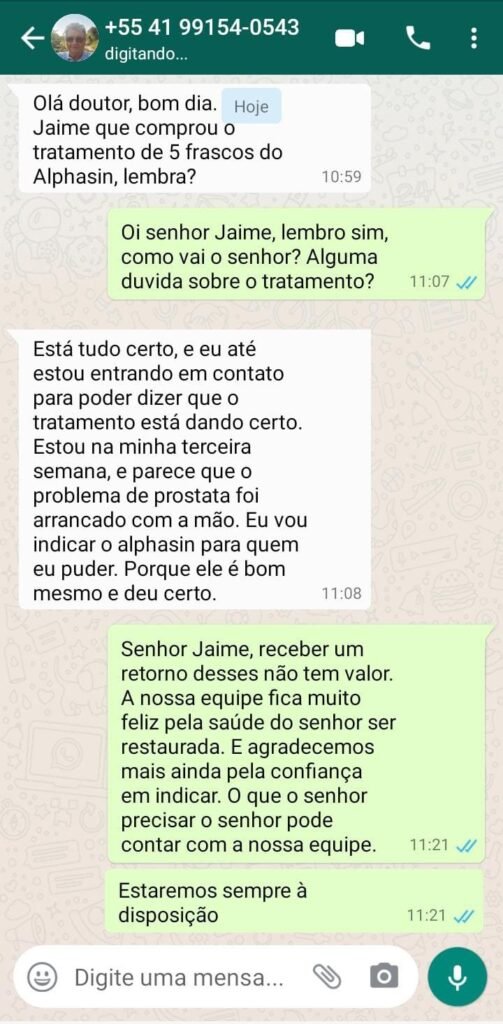 +55 41 99154-0543
digitando...
Hoje
Olá doutor, bom dia.
Jaime que comprou o
tratamento de 5 frascos do
Alphasin, lembra?
10:59
Oi senhor Jaime, lembro sim,
como vai o senhor? Alguma
duvida sobre o tratamento?
11:07
Está tudo certo, e eu até
estou entrando em contato
para poder dizer que o
tratamento está dando certo.
Estou na minha terceira
semana, e parece que o
problema de prostata foi
arrancado com a mão. Eu vou
indicar o alphasin para quem
eu puder. Porque ele é bom
mesmo e deu certo.
11:08
Senhor Jaime, receber um
retorno desses não tem valor.
A nossa equipe fica muito
feliz pela saúde do senhor ser
restaurada. E agradecemos
mais ainda pela confiança
em indicar. O que o senhor
precisar o senhor pode
contar com a nossa equipe.
11:21
Estaremos sempre à
disposição
11:21
Digite uma mensa...